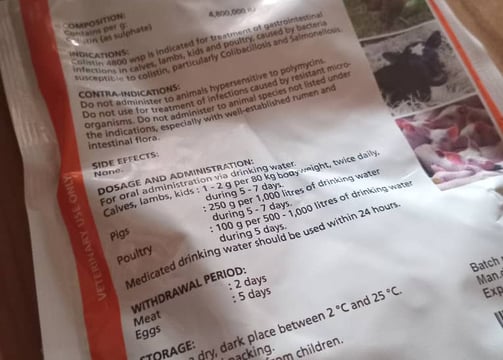 COMPOSITION:
Contains per g:
Colistin (as sulphate) 4,800,000 IU
INDICATIONS:
Colistin 4800 wsp is indicated for treatment of gastrointestinal
infections in calves, lambs, kids and poultry, caused by bacteria
susceptible to colistin, particularly Colibacillosis and Salmonellosis.
CONTRA-INDICATIONS:
Do not administer to animals hypersensitive to polymycins.
Do not use for treatment of infections caused by resistant micro-
organisms. Do not administer to animal species not listed under
the indications, especially with well-established rumen and
intestinal flora.
SIDE EFFECTS:
None.
DOSAGE AND ADMINISTRATION:
For oral administration via drinking water.
Calves, lambs, kids : 1 - 2 g per 80 kg bodyweight, twice daily,
during 5 - 7 days.
Pigs : 250 g per 1,000 litres of drinking water
during 5 - 7 days.
Poultry : 100 g per 500 - 1,000 litres of drinking water
during 5 days.
Medicated drinking water should be used within 24 hours.
WITHDRAWAL PERIOD:
Meat : 2 days
Eggs : 5 days
STORAGE:
dry, dark place between 2 °C and 25 °C.
packing.
from children.
VETERINARY USE ONLY
Batch
Man.
Exp